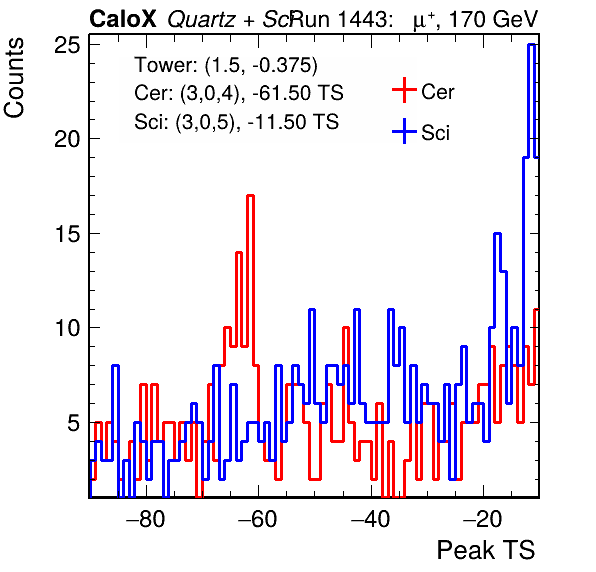 CaloX Quartz + Sci Run 1443: μ⁺, 170 GeV
Counts
25
20
15
10
5
Tower: (1.5, -0.375)
Cer: (3,0,4), -61.50 TS
Sci: (3,0,5), -11.50 TS
Cer
Sci
−80 −60 −40 −20
Peak TS